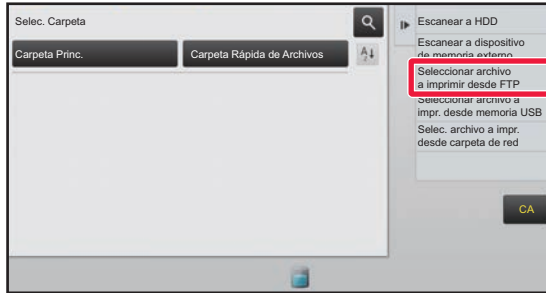 Selec. Carpeta
Carpeta Princ.
Carpeta Rápida de Archivos
Escanear a HDD
Escanear a dispositivo
de memoria externo
Seleccionar archivo
a imprimir desde FTP
Seleccionar archivo a
impr. desde memoria USB
Selec. archivo a impr.
desde carpeta de red
CA